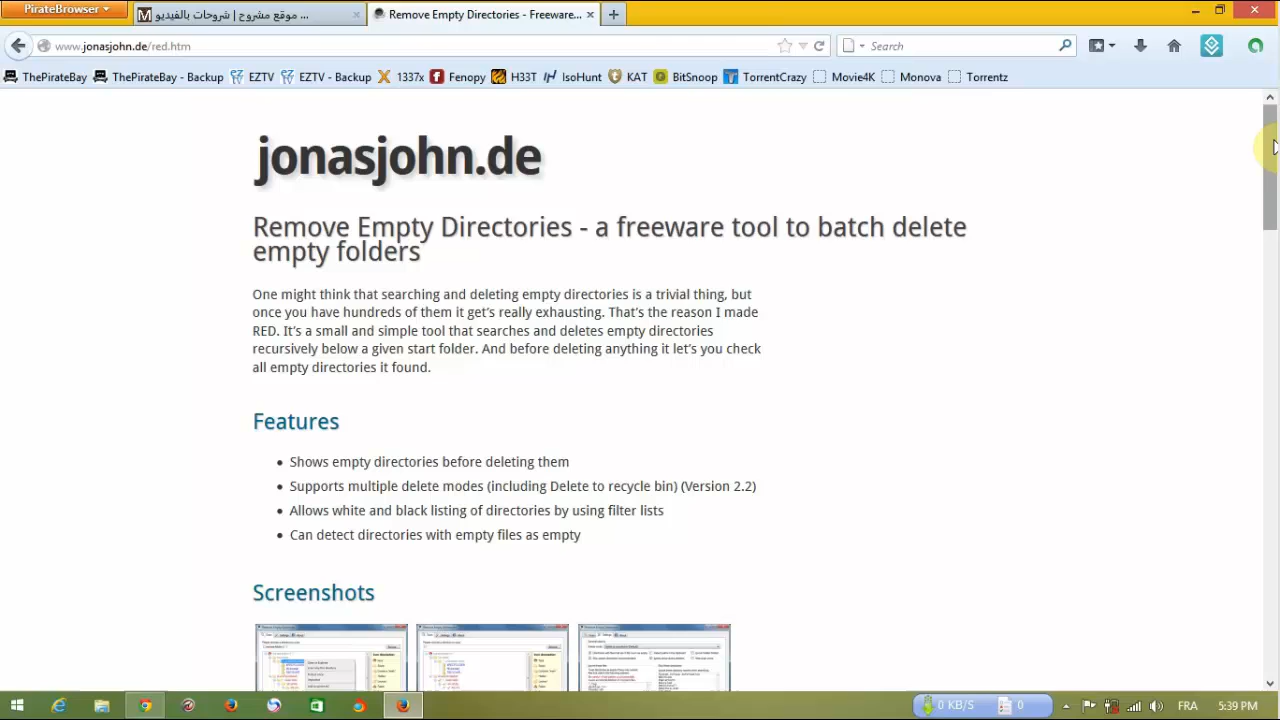 PirateBrowser
موقع مشروح | شروحات بالفيديو ...
Remove Empty Directories - Freeware...
www.jonasjohn.de/red.htm
Search
ThePirateBay
ThePirateBay - Backup
EZTV
EZTV - Backup
1337x
Fenopy
H33T
IsoHunt
KAT
BitSnoop
TorrentCrazy
Movie4K
Monova
Torrentz
jonasjohn.de
Remove Empty Directories - a freeware tool to batch delete
empty folders
One might think that searching and deleting empty directories is a trivial thing, but
once you have hundreds of them it get's really exhausting. That's the reason I made
RED. It's a small and simple tool that searches and deletes empty directories
recursively below a given start folder. And before deleting anything it let's you check
all empty directories it found.
Features
Shows empty directories before deleting them
Supports multiple delete modes (including Delete to recycle bin) (Version 2.2)
Allows white and black listing of directories by using filter lists
Can detect directories with empty files as empty
Screenshots
0 KB/S
0
FR
5:39 PM